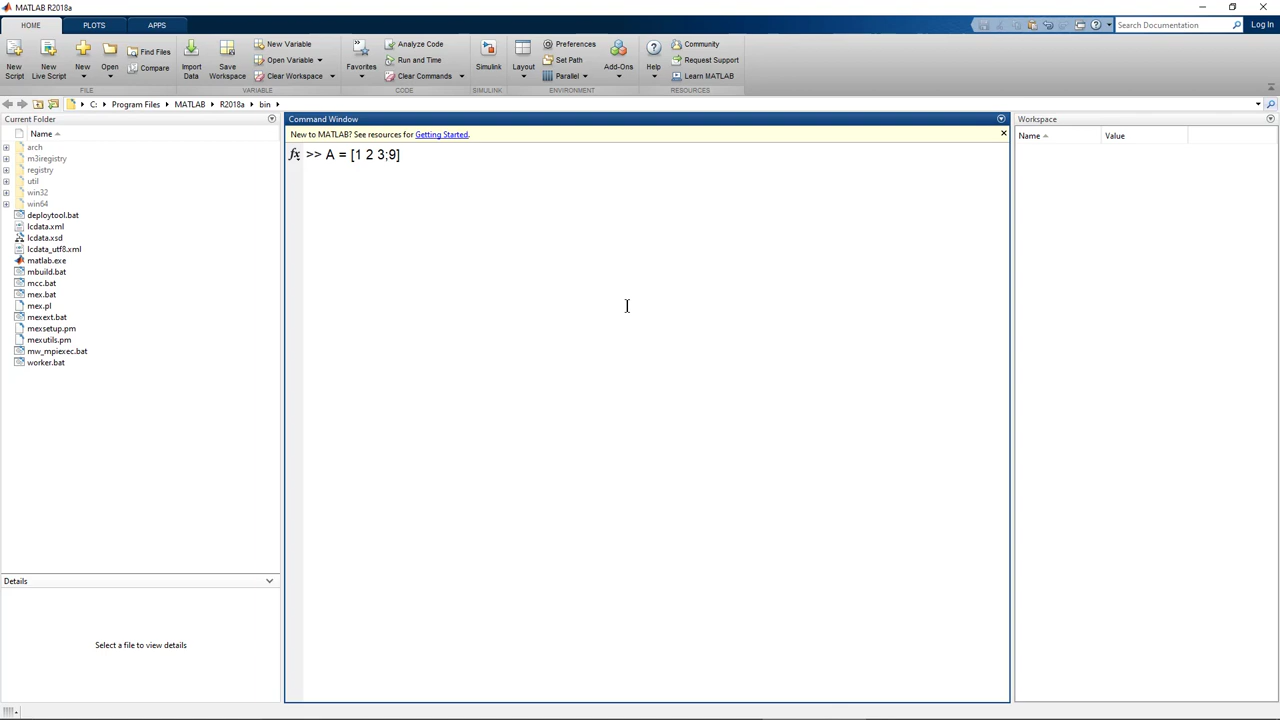 MATLAB R2018a
HOME PLOTS APPS Search Documentation Log In
New Script
New Live Script
New
Open
Find Files
Compare
Import Data
Save Workspace
New Variable
Open Variable
Clear Workspace
Favorites
Analyze Code
Run and Time
Clear Commands
Simulink
Layout
Preferences
Set Path
Parallel
Add-Ons
Help
Community
Request Support
Learn MATLAB
FILE VARIABLE CODE SIMULINK ENVIRONMENT RESOURCES
C: Program Files MATLAB R2018a bin
Current Folder
Name
arch
m3iregistry
registry
util
win32
win64
deploytool.bat
lcdata.xml
lcdata.xsd
lcdata_utf8.xml
matlab.exe
mbuild.bat
mcc.bat
mex.bat
mex.pl
mexext.bat
mexsetup.pm
mexutils.pm
mw_mpiexec.bat
worker.bat
Details
Select a file to view details
Command Window
New to MATLAB? See resources for Getting Started.
fx >> A = [1 2 3;9]
Workspace
Name Value